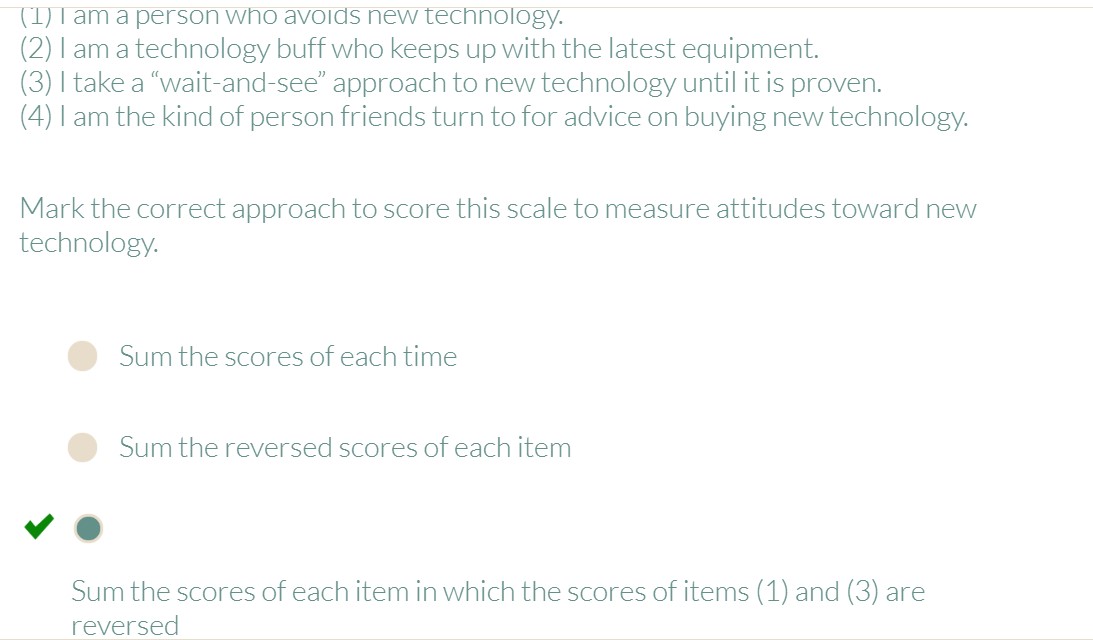 (1) I am a person who avoids new technology.
(2) I am a technology buff who keeps up with the latest equipment.
(3) I take a “wait-and-see” approach to new technology until it is proven.
(4) I am the kind of person friends turn to for advice on buying new technology.
Mark the correct approach to score this scale to measure attitudes toward new
technology.
Sum the scores of each time
Sum the reversed scores of each item
Sum the scores of each item in which the scores of items (1) and (3) are
reversed